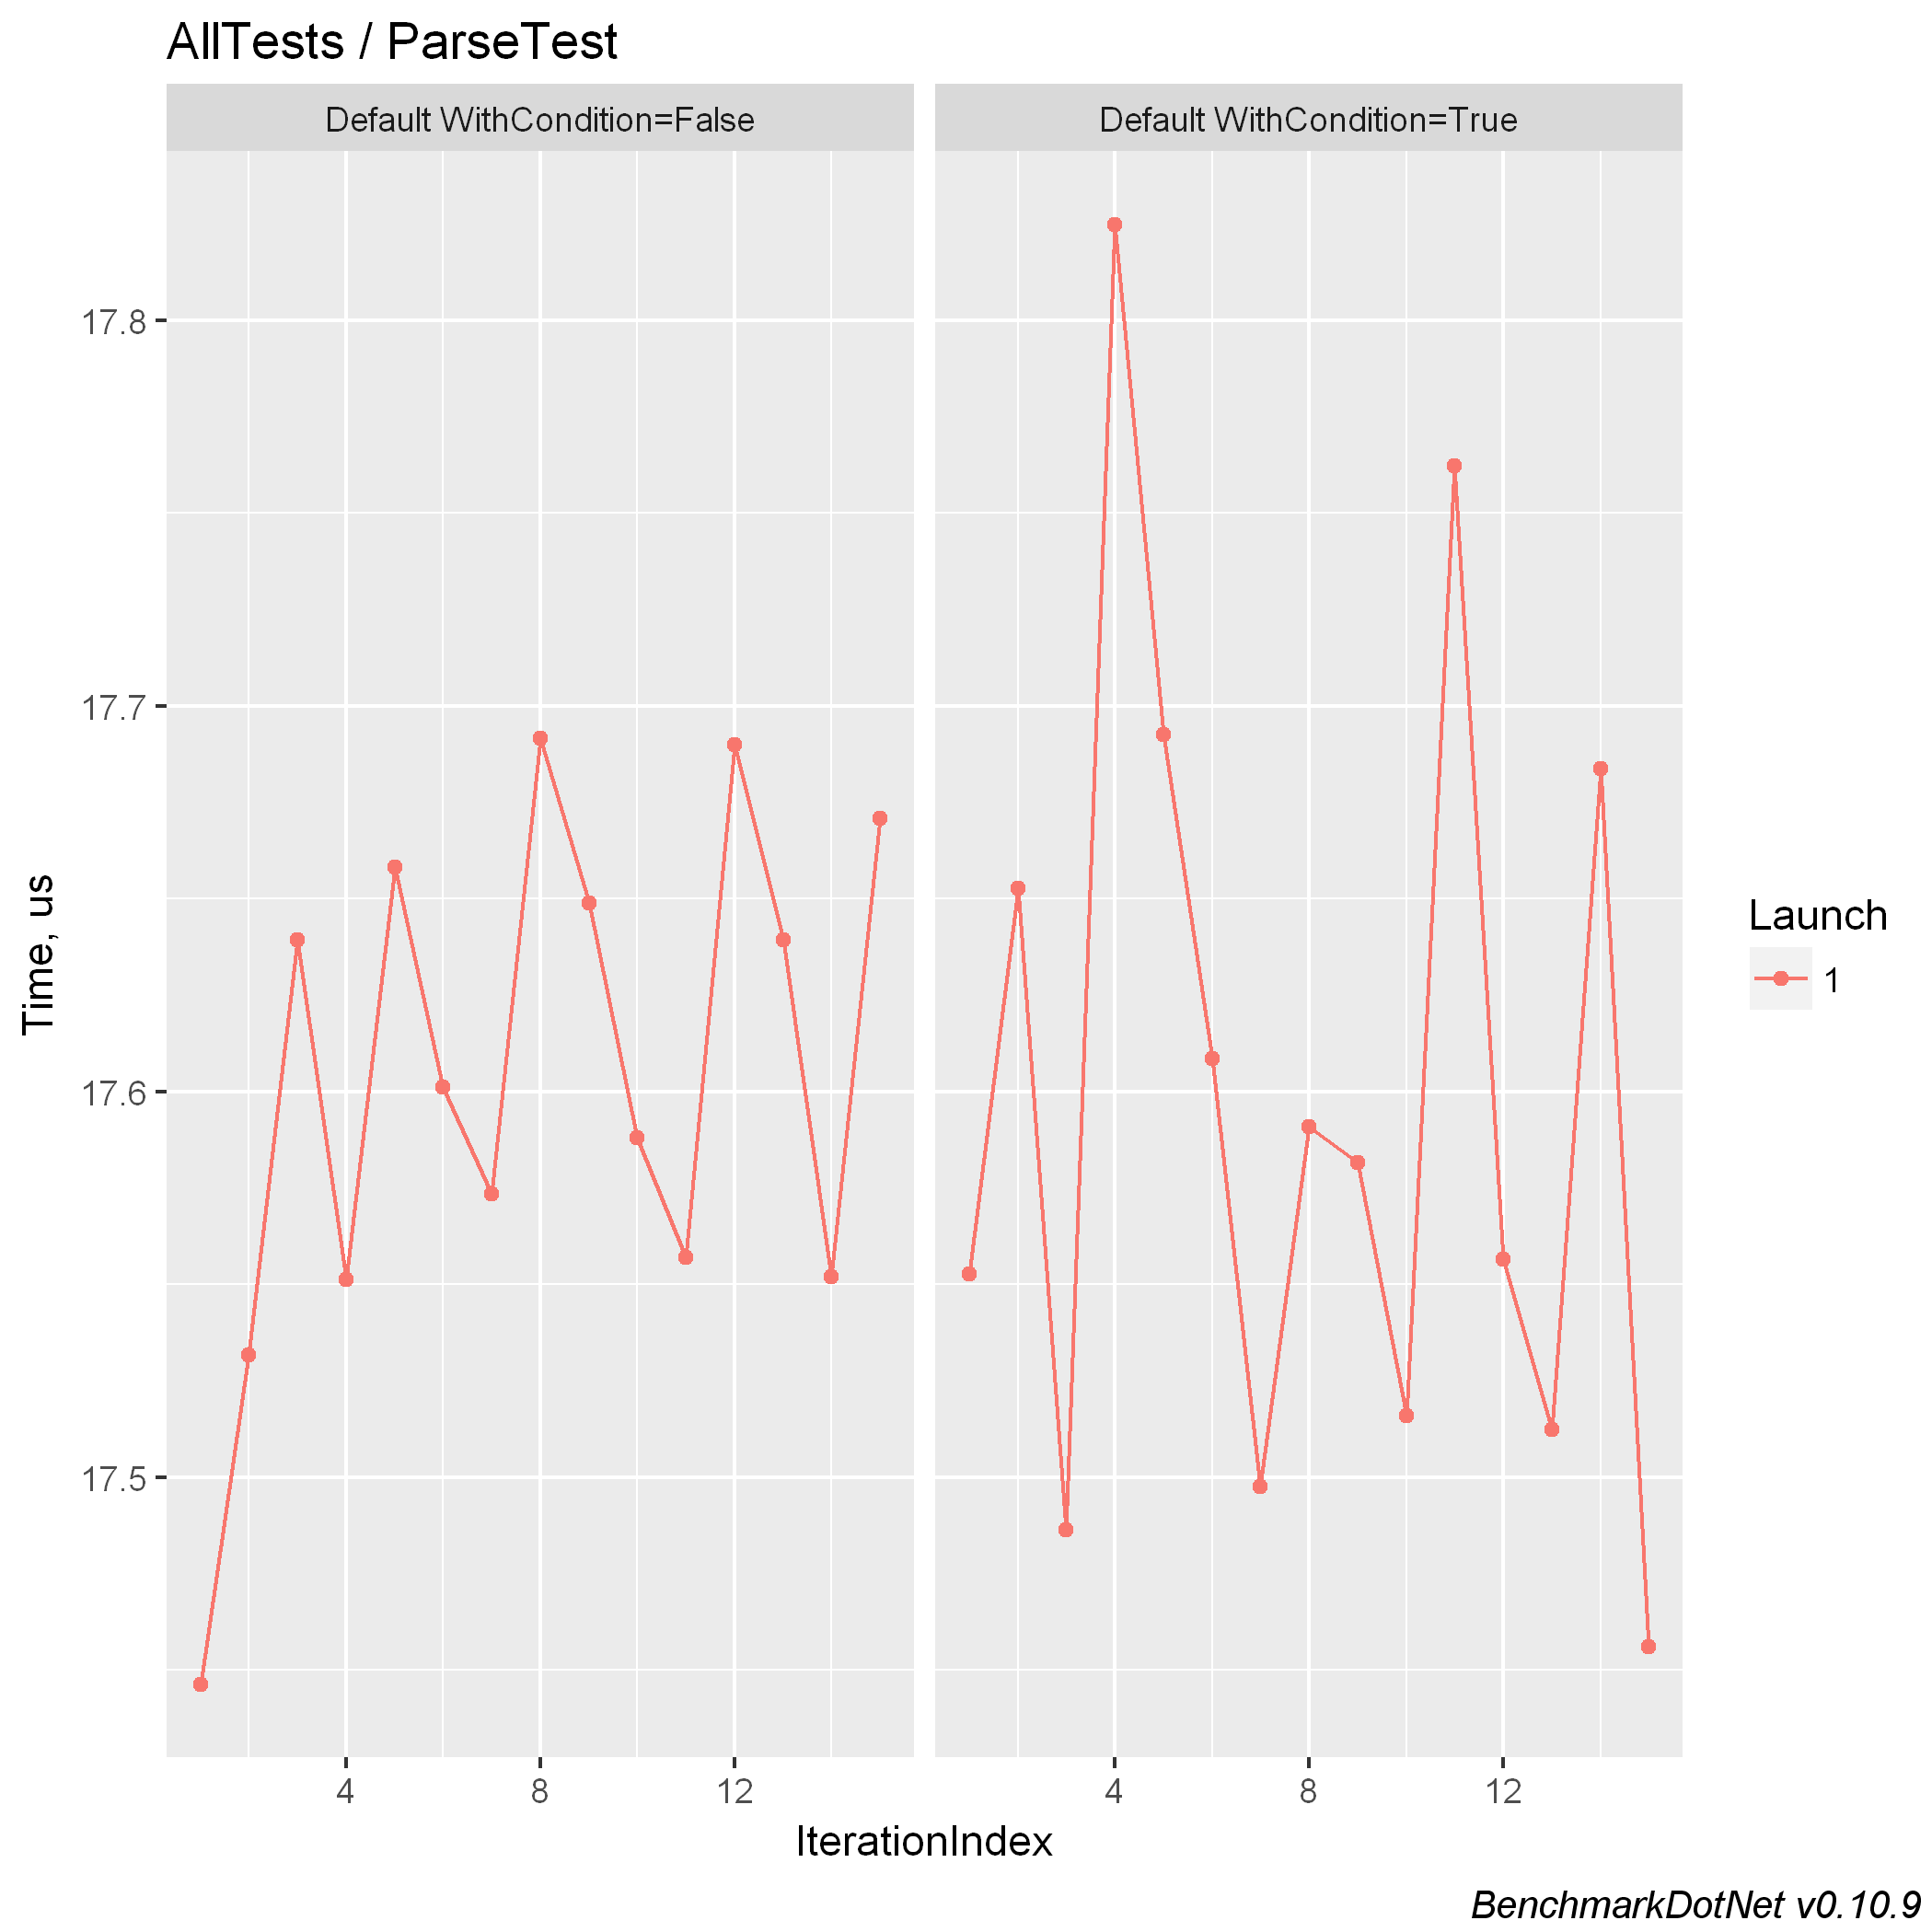 AllTests / ParseTest
Default WithCondition=False
Default WithCondition=True
17.8
17.7
17.6
17.5
Time, us
4 8 12
4 8 12
IterationIndex
Launch
1
BenchmarkDotNet v0.10.9